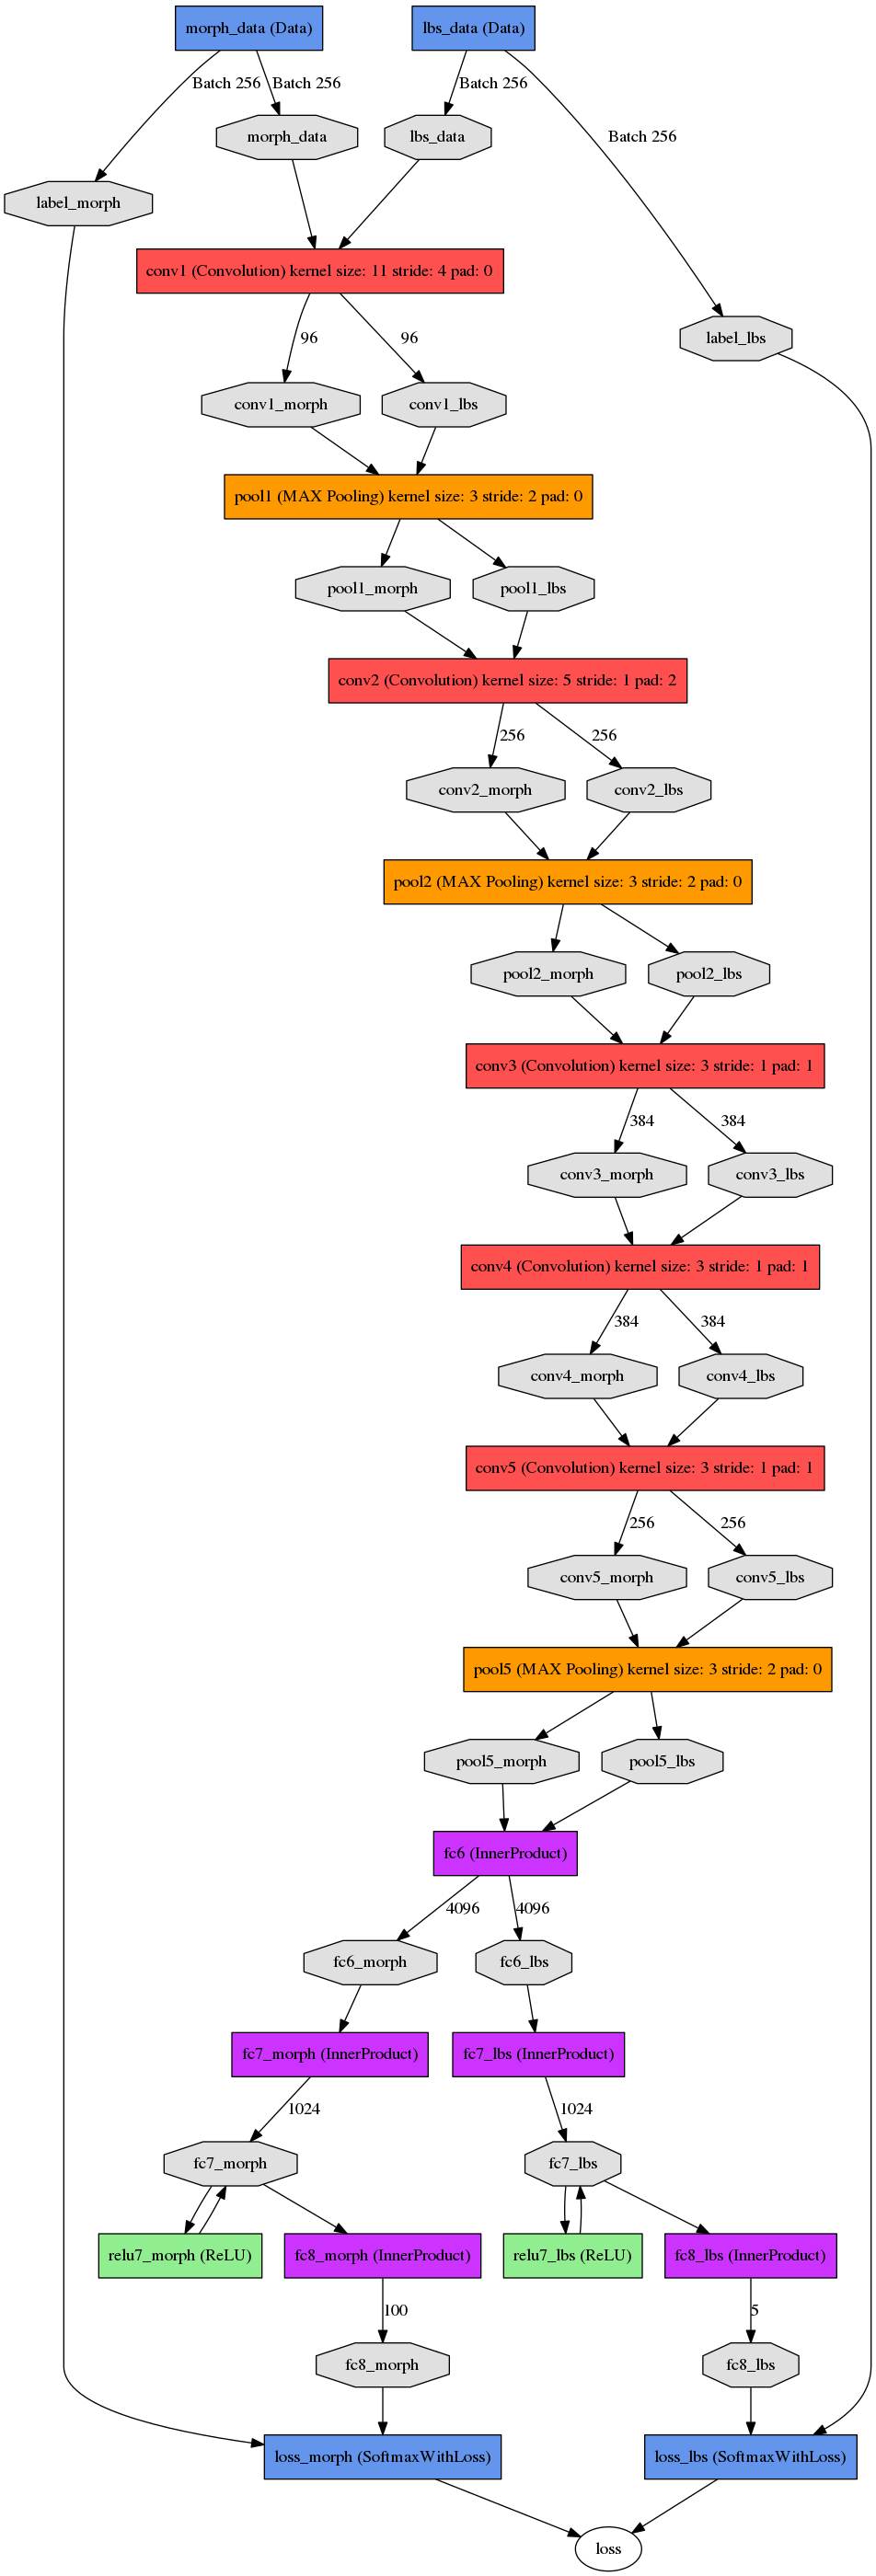 morph_data (Data)
lbs_data (Data)
Batch 256
Batch 256
Batch 256
Batch 256
morph_data
lbs_data
label_morph
conv1 (Convolution) kernel size: 11 stride: 4 pad: 0
label_lbs
96
96
conv1_morph
conv1_lbs
pool1 (MAX Pooling) kernel size: 3 stride: 2 pad: 0
pool1_morph
pool1_lbs
conv2 (Convolution) kernel size: 5 stride: 1 pad: 2
256
256
conv2_morph
conv2_lbs
pool2 (MAX Pooling) kernel size: 3 stride: 2 pad: 0
pool2_morph
pool2_lbs
conv3 (Convolution) kernel size: 3 stride: 1 pad: 1
384
384
conv3_morph
conv3_lbs
conv4 (Convolution) kernel size: 3 stride: 1 pad: 1
384
384
conv4_morph
conv4_lbs
conv5 (Convolution) kernel size: 3 stride: 1 pad: 1
256
256
conv5_morph
conv5_lbs
pool5 (MAX Pooling) kernel size: 3 stride: 2 pad: 0
pool5_morph
pool5_lbs
fc6 (InnerProduct)
4096
4096
fc6_morph
fc6_lbs
fc7_morph (InnerProduct)
fc7_lbs (InnerProduct)
1024
1024
fc7_morph
fc7_lbs
relu7_morph (ReLU)
fc8_morph (InnerProduct)
relu7_lbs (ReLU)
fc8_lbs (InnerProduct)
100
5
fc8_morph
fc8_lbs
loss_morph (SoftmaxWithLoss)
loss_lbs (SoftmaxWithLoss)
loss